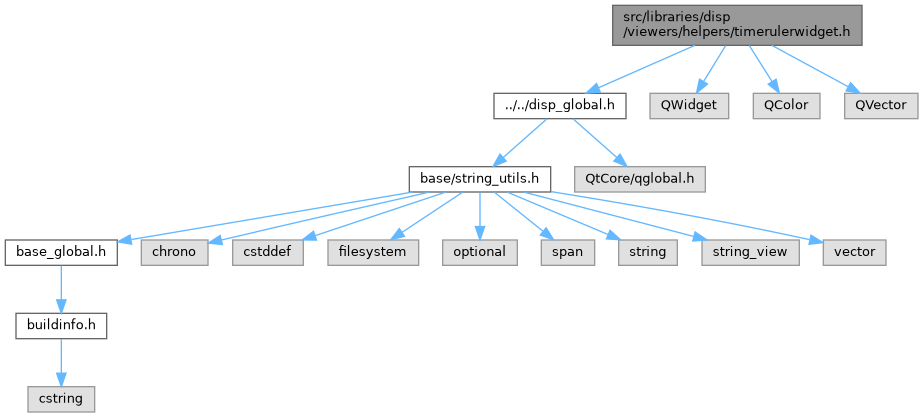 src/libraries/disp
/viewers/helpers/timerulerwidget.h
../../disp_global.h
QWidget
QColor
QVector
base/string_utils.h
QtCore/qglobal.h
base_global.h
chrono
cstddef
filesystem
optional
span
string
string_view
vector
buildinfo.h
cstring